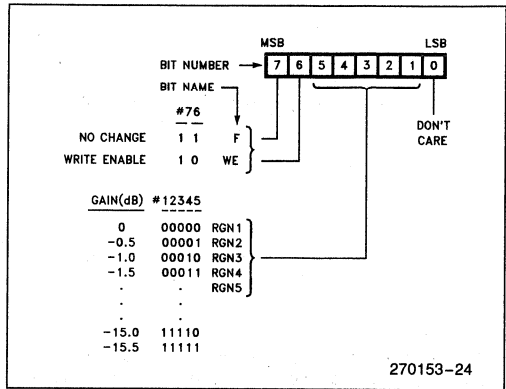 MSB LSB
BIT NUMBER 7 6 5 4 3 2 1 0
BIT NAME
#76
DON'T
CARE
NO CHANGE 1 1 F
WRITE ENABLE 1 0 WE
GAIN(dB) #12345
0 00000 RGN1
-0.5 00001 RGN2
-1.0 00010 RGN3
-1.5 00011 RGN4
. . RGN5
. .
. .
-15.0 11110
-15.5 11111
270153-24